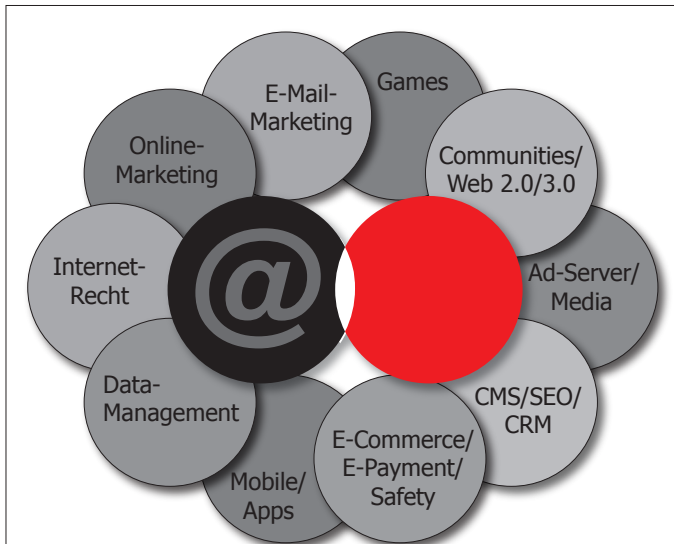 E-Mail-
Marketing
Games
Online-
Marketing
Communities/
Web 2.0/3.0
Internet-
Recht
@
Ad-Server/
Media
Data-
Management
CMS/SEO/
CRM
Mobile/
Apps
E-Commerce/
E-Payment/
Safety